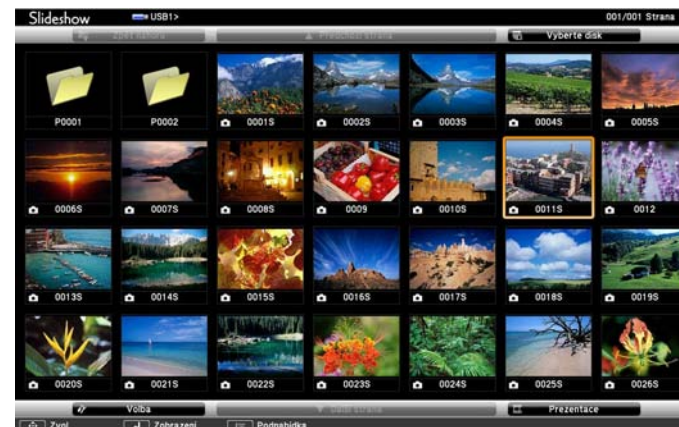 Slideshow USB1> 001/001 Strana
Zpět nahoru Předchozí strana Vyberte disk
P0001 P0002 0001S 0002S 0003S 0004S 0005S
0006S 0007S 0008S 0009 0010S 0011S 0012
0013S 0014S 0015S 0016S 0017S 0018S 0019S
0020S 0021S 0022S 0023S 0024S 0025S 0026S
Volba Další strana Prezentace
Zvol Zobrazení Podnabídka